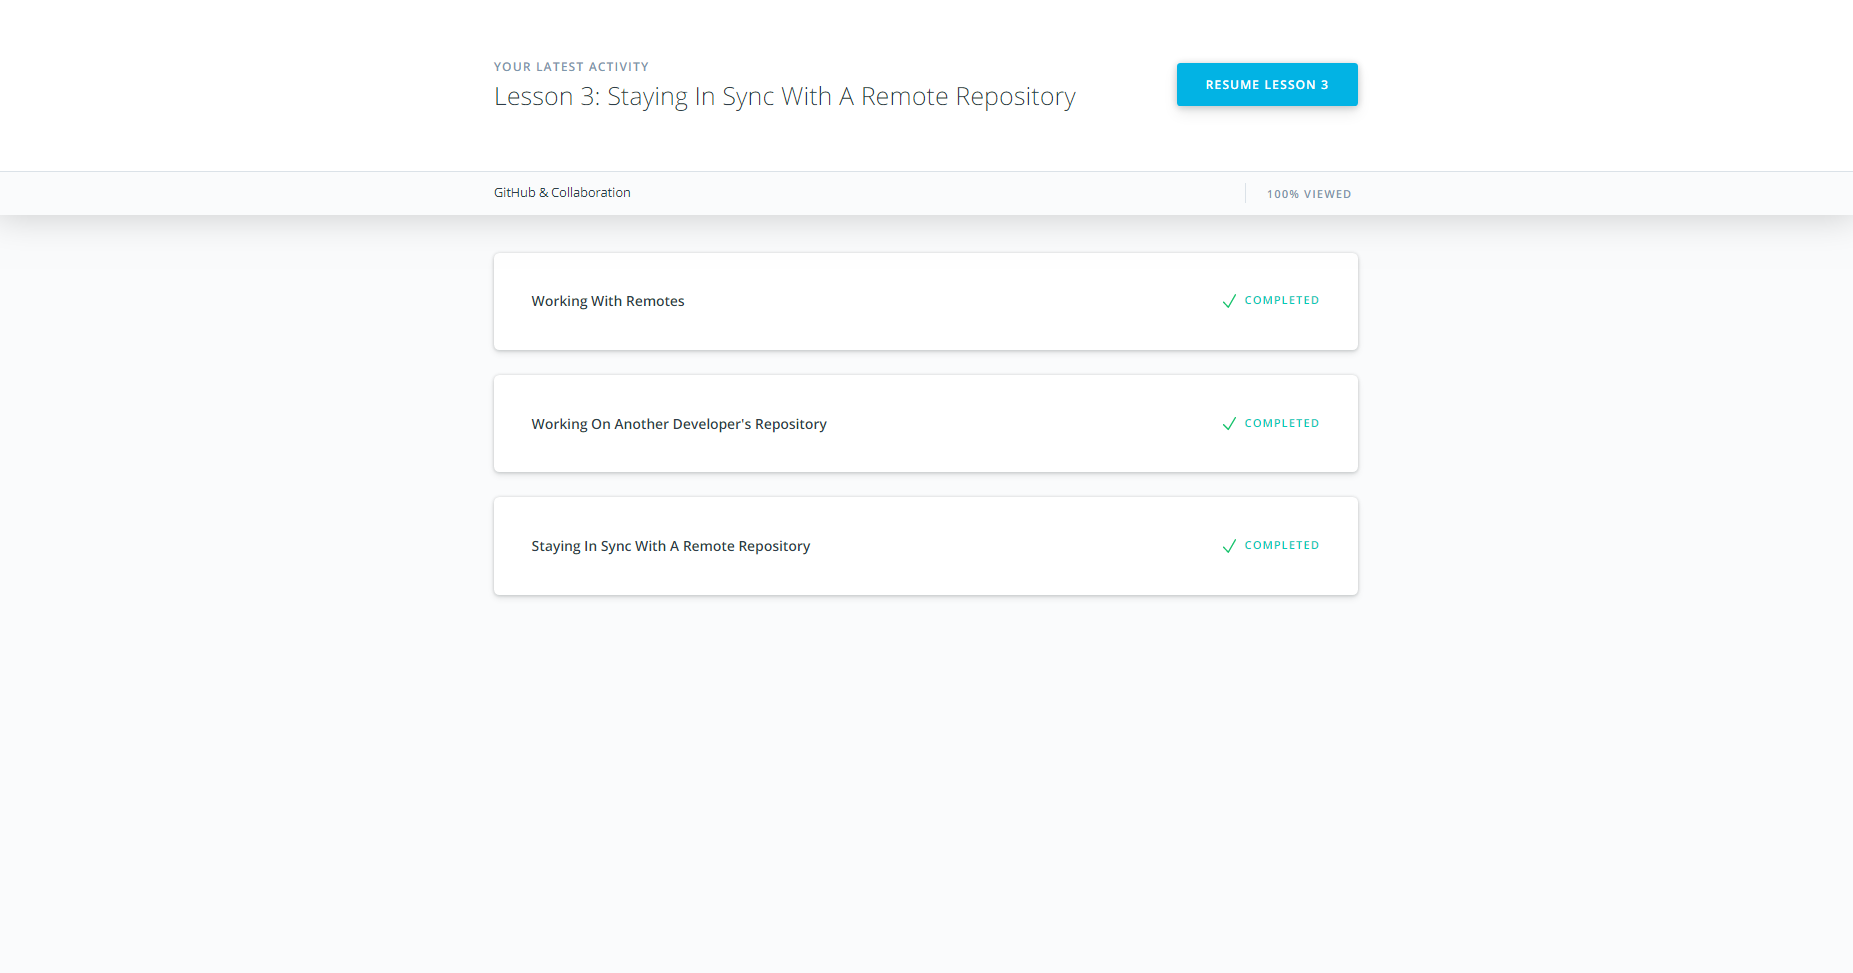 YOUR LATEST ACTIVITY
Lesson 3: Staying In Sync With A Remote Repository
RESUME LESSON 3
GitHub & Collaboration
100% VIEWED
Working With Remotes
COMPLETED
Working On Another Developer's Repository
COMPLETED
Staying In Sync With A Remote Repository
COMPLETED